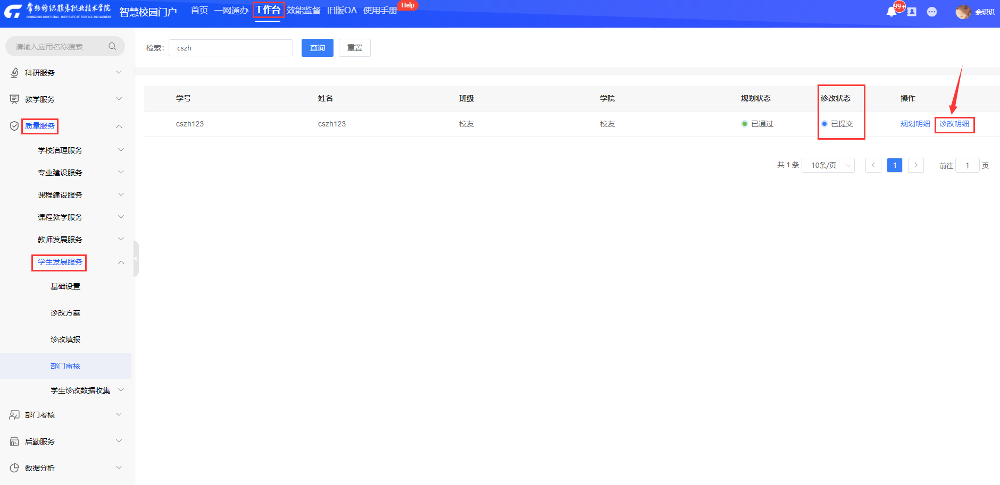 常州纺织服装职业技术学院
CHANGZHOU VOCATIONAL INSTITUTE OF TEXTILE AND GARMENT
智慧校园门户
首页 一网通办 工作台 效能监督 旧版OA 使用手册 Help
99+
余琪琪
请输入应用名称搜索
科研服务
教学服务
质量服务
学校治理服务
专业建设服务
课程建设服务
课程教学服务
教师发展服务
学生发展服务
基础设置
诊改方案
诊改填报
部门审核
学生诊改数据收集
部门考核
后勤服务
数据分析
检索: cszh 查询 重置
学号 姓名 班级 学院 规划状态 诊改状态 操作
cszh123 cszh123 校友 校友 已通过 已提交 规划明细 诊改明细
共 1 条 10条/页 1 前往 1 页